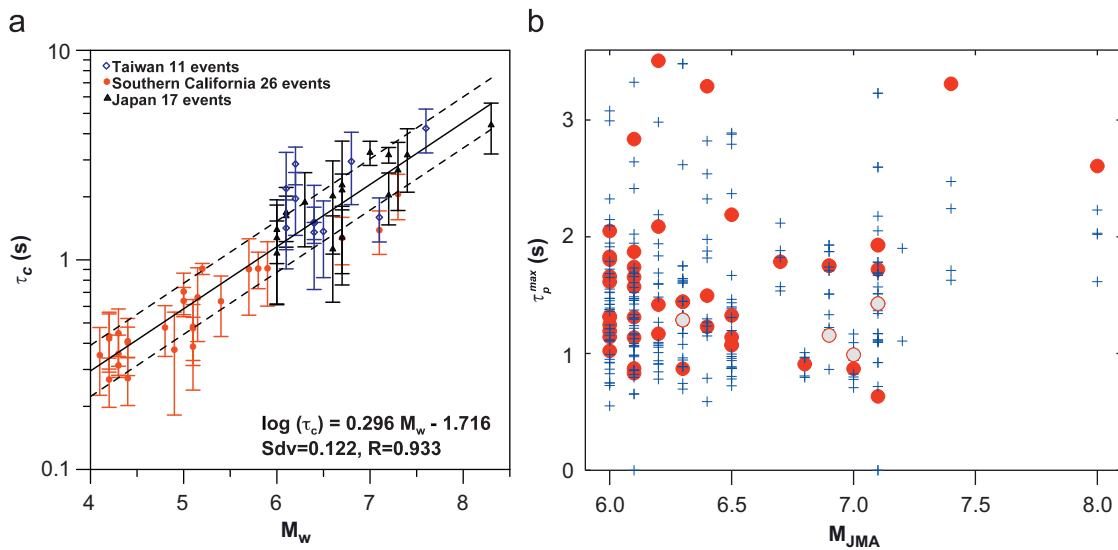 a
b
10
1
0.1
τc (s)
Taiwan 11 events
Southern California 26 events
Japan 17 events
log (τc) = 0.296 Mw - 1.716
Sdv=0.122, R=0.933
4 5 6 7 8
Mw
3
2
1
0
τp max (s)
6.0 6.5 7.0 7.5 8.0
MJMA